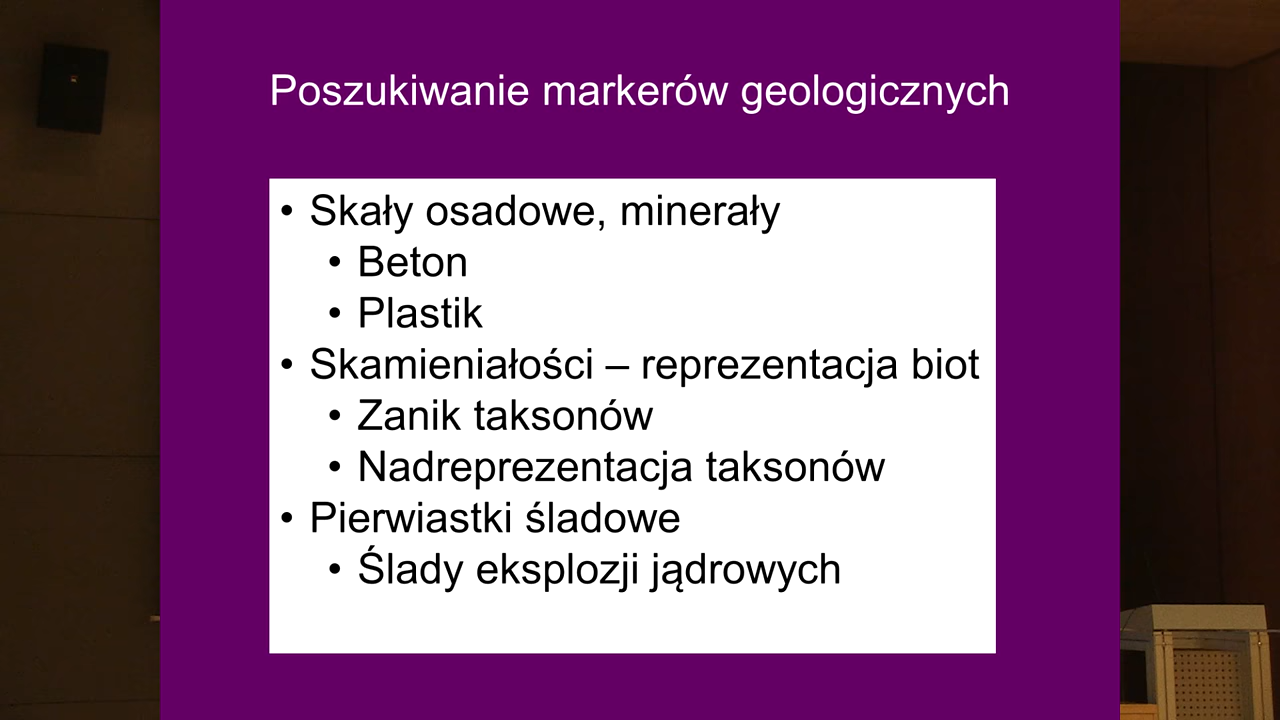 Poszukiwanie markerów geologicznych
• Skały osadowe, minerały
• Beton
• Plastik
• Skamieniałości – reprezentacja biot
• Zanik taksonów
• Nadreprezentacja taksonów
• Pierwiastki śladowe
• Ślady eksplozji jądrowych